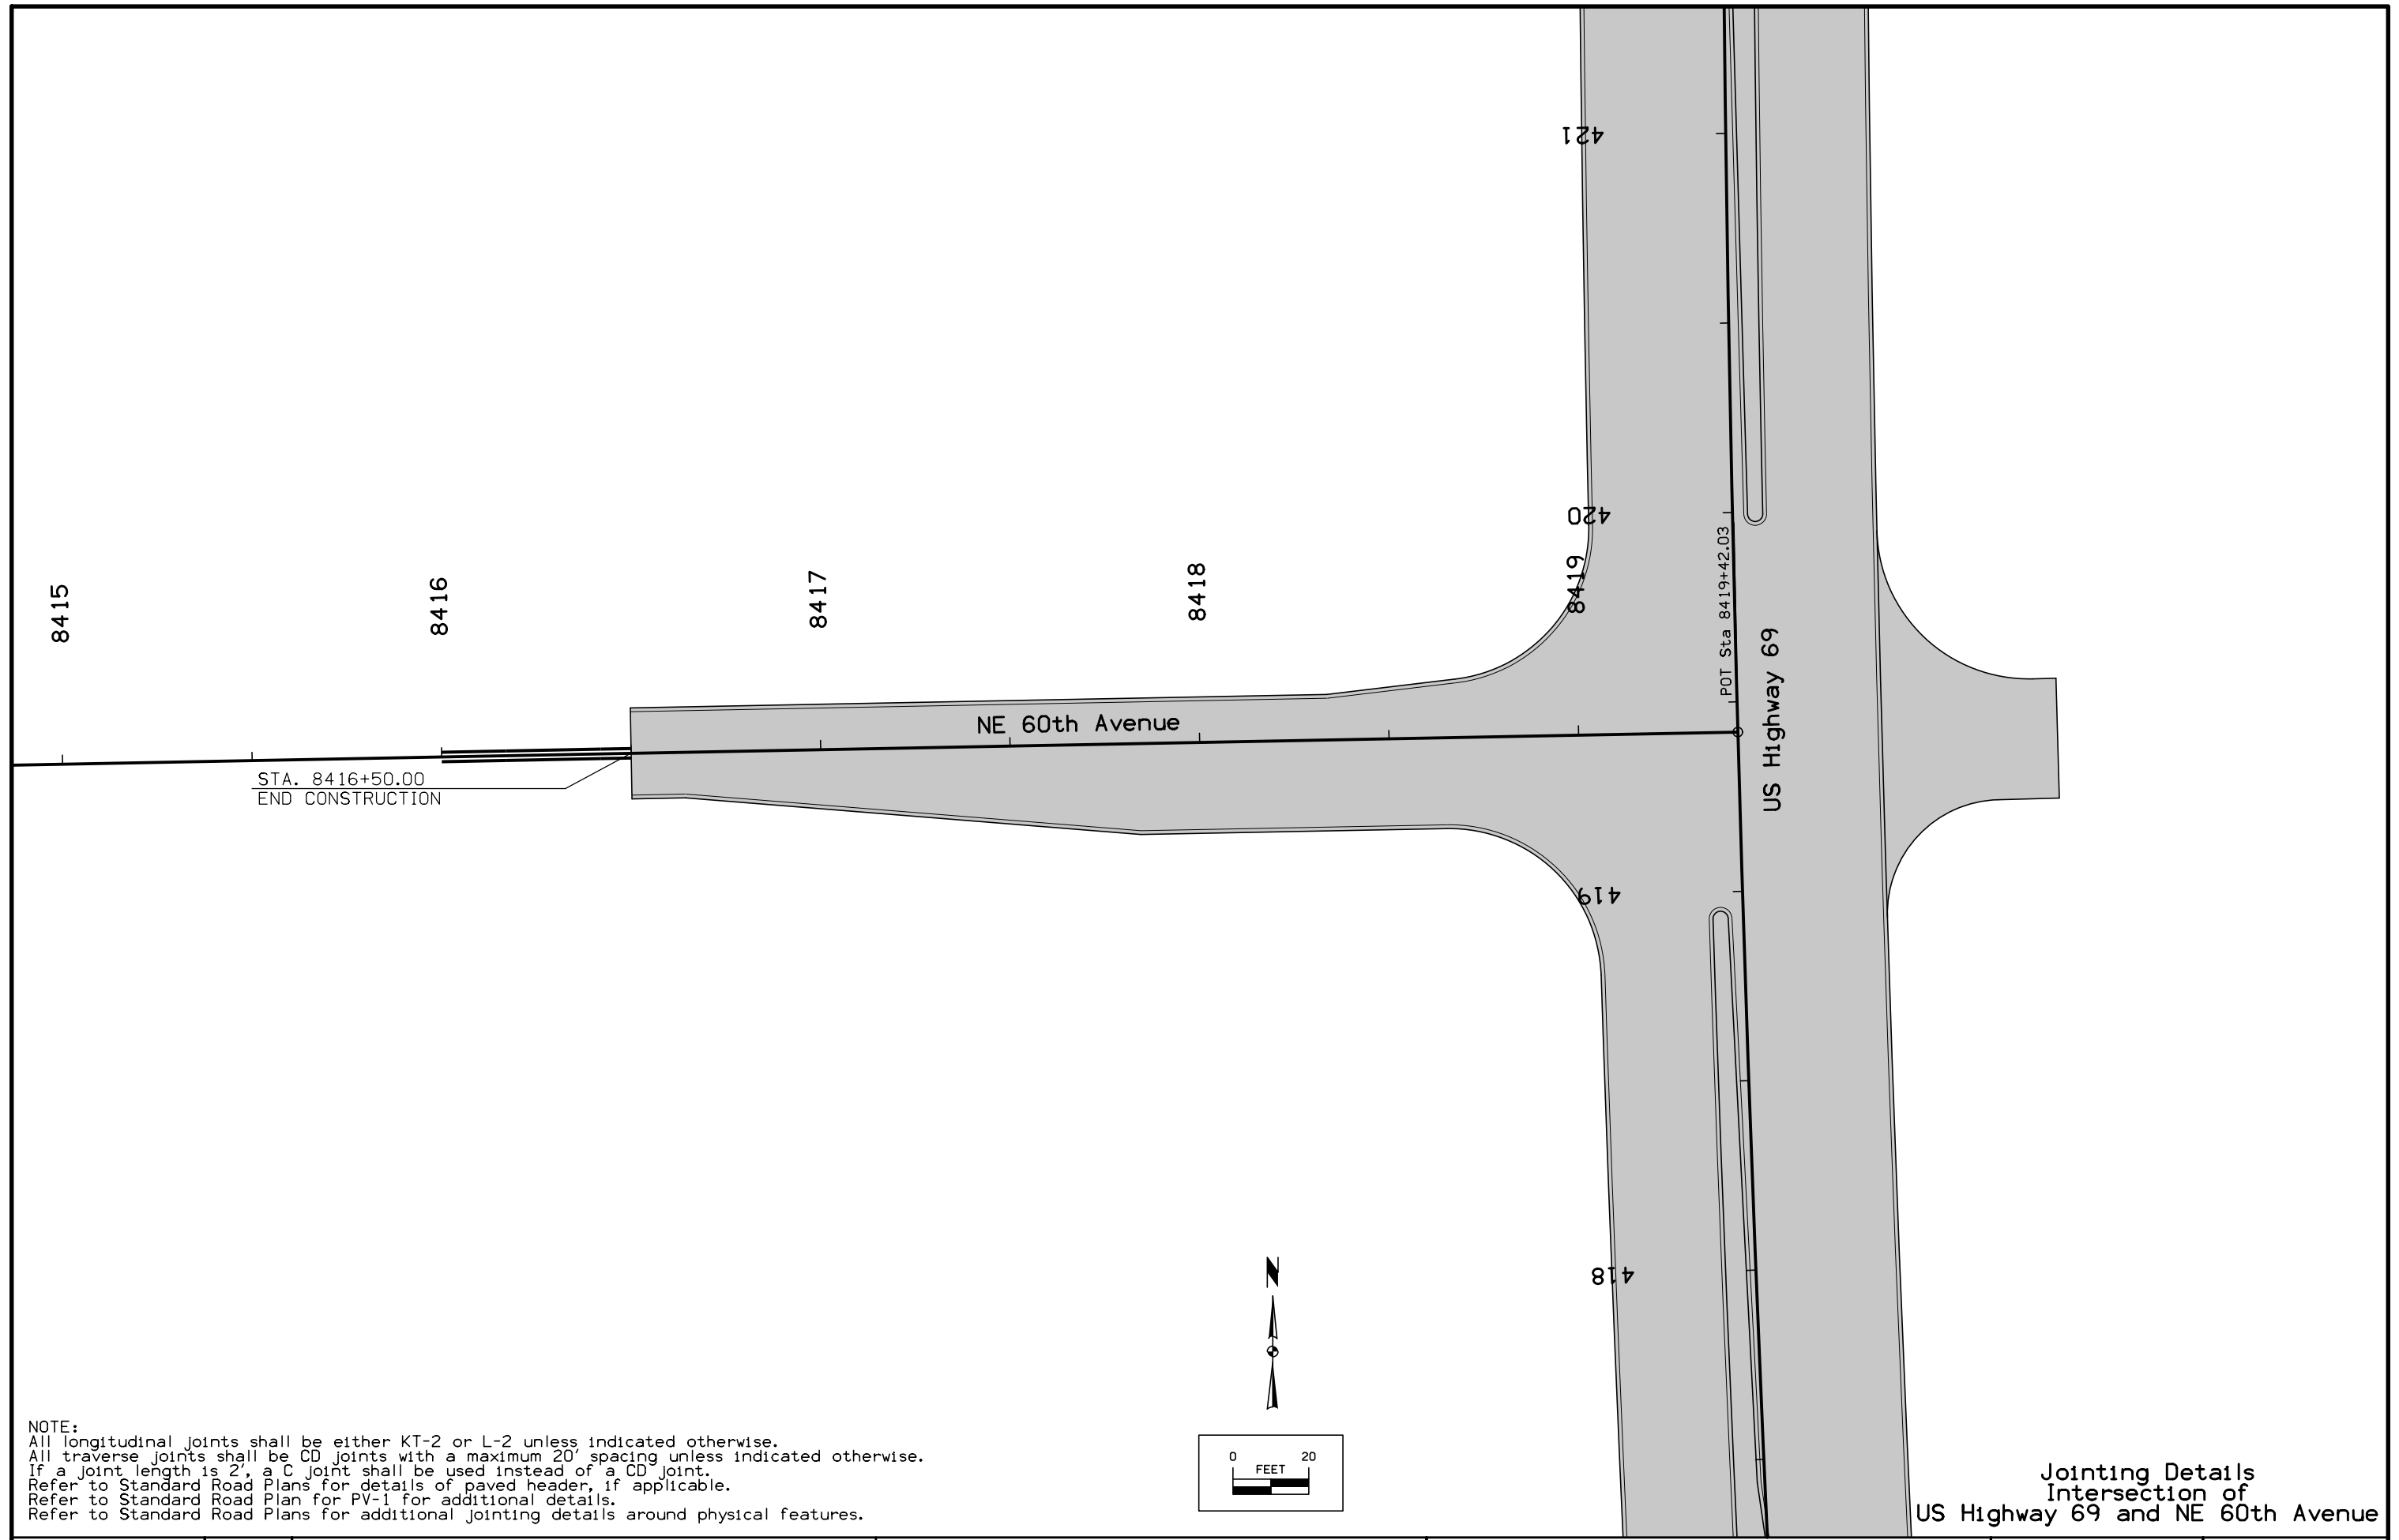 421
420
POT Sta 8419+42.03
8415
8416
8417
8418
8419
US Highway 69
NE 60th Avenue
STA. 8416+50.00
END CONSTRUCTION
419
418
N
NOTE:
All longitudinal joints shall be either KT-2 or L-2 unless indicated otherwise.
All traverse joints shall be CD joints with a maximum 20' spacing unless indicated otherwise.
If a joint length is 2', a C joint shall be used instead of a CD joint.
Refer to Standard Road Plans for details of paved header, if applicable.
Refer to Standard Road Plan for PV-1 for additional details.
Refer to Standard Road Plans for additional jointing details around physical features.
0 20
FEET
Jointing Details
Intersection of
US Highway 69 and NE 60th Avenue